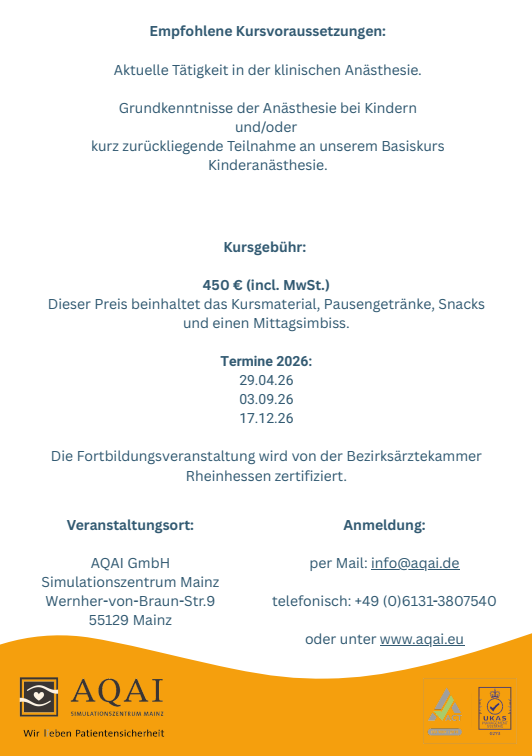 Empfohlene Kursvoraussetzungen:
Aktuelle Tätigkeit in der klinischen Anästhesie.
Grundkenntnisse der Anästhesie bei Kindern
und/oder
kurz zurückliegende Teilnahme an unserem Basiskurs
Kinderanästhesie.
Kursgebühr:
450 € (incl. MwSt.)
Dieser Preis beinhaltet das Kursmaterial, Pausengetränke, Snacks
und einen Mittagsimbiss.
Termine 2026:
29.04.26
03.09.26
17.12.26
Die Fortbildungsveranstaltung wird von der Bezirksärztekammer
Rheinhessen zertifiziert.
Veranstaltungsort:
AQAI GmbH
Simulationszentrum Mainz
Wernher-von-Braun-Str.9
55129 Mainz
Anmeldung:
per Mail: info@aqai.de
telefonisch: +49 (0)6131-3807540
oder unter www.aqai.eu
AQAI
SIMULATIONSZENTRUM MAINZ
Wir leben Patientensicherheit
UKAS